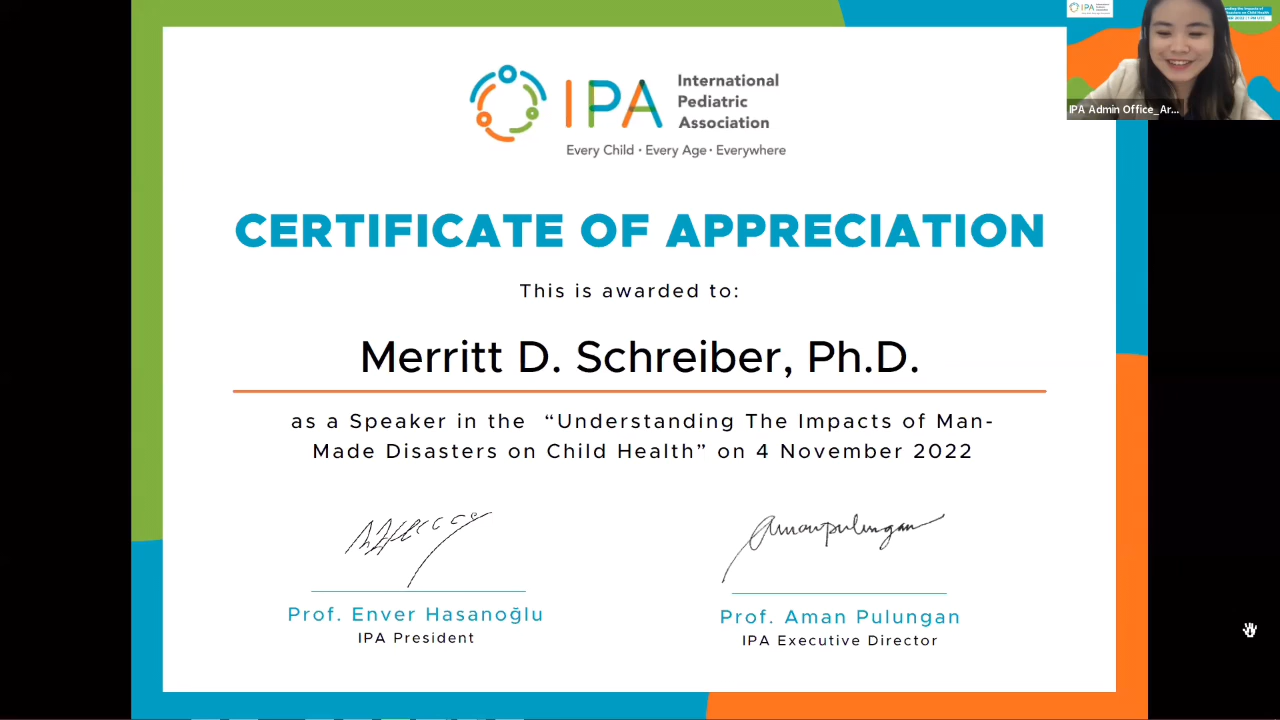 IPA
International
Pediatric
Association
Every Child · Every Age · Everywhere
CERTIFICATE OF APPRECIATION
This is awarded to:
Merritt D. Schreiber, Ph.D.
as a Speaker in the “Understanding The Impacts of Man-
Made Disasters on Child Health” on 4 November 2022
Prof. Enver Hasanoğlu
IPA President
Prof. Aman Pulungan
IPA Executive Director
IPA
IPA Admin Office_Ar...